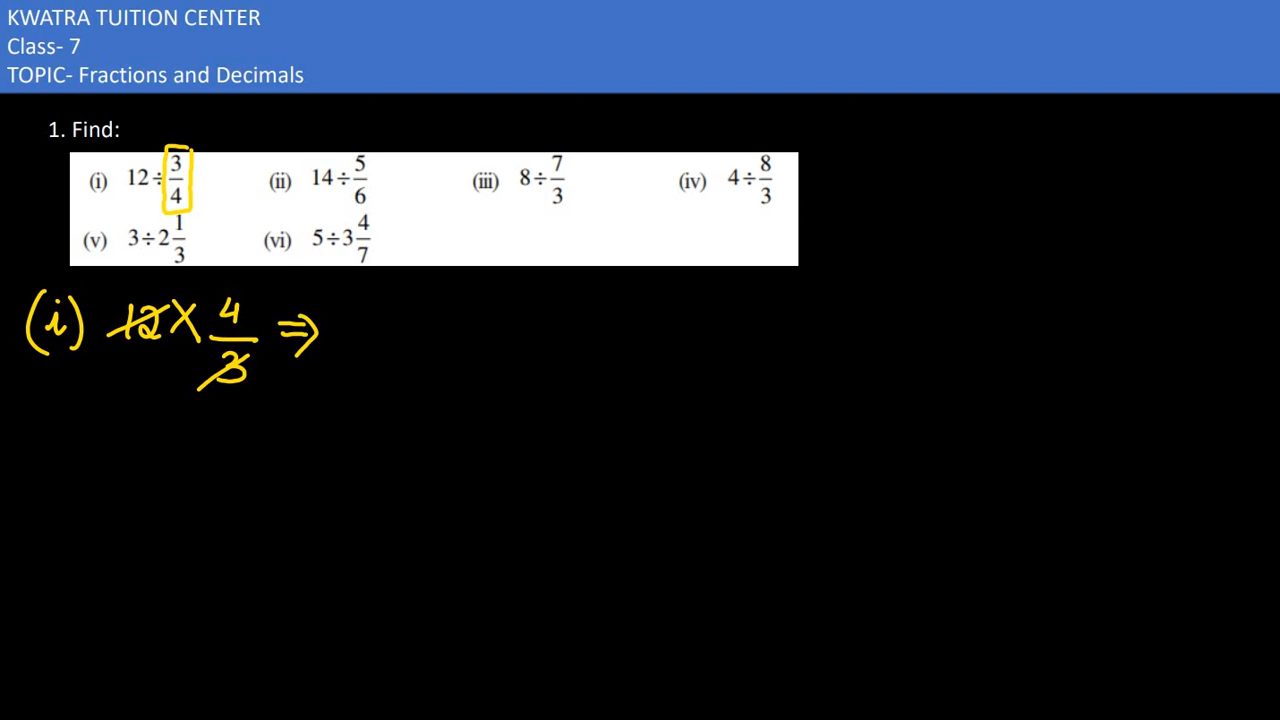 KWATRA TUITION CENTER
Class- 7
TOPIC- Fractions and Decimals
1. Find:
(i) 12÷3/4 (ii) 14÷5/6 (iii) 8÷7/3 (iv) 4÷8/3
(v) 3÷2 1/3 (vi) 5÷3 4/7
(i) 12 × 4/3 ⇒